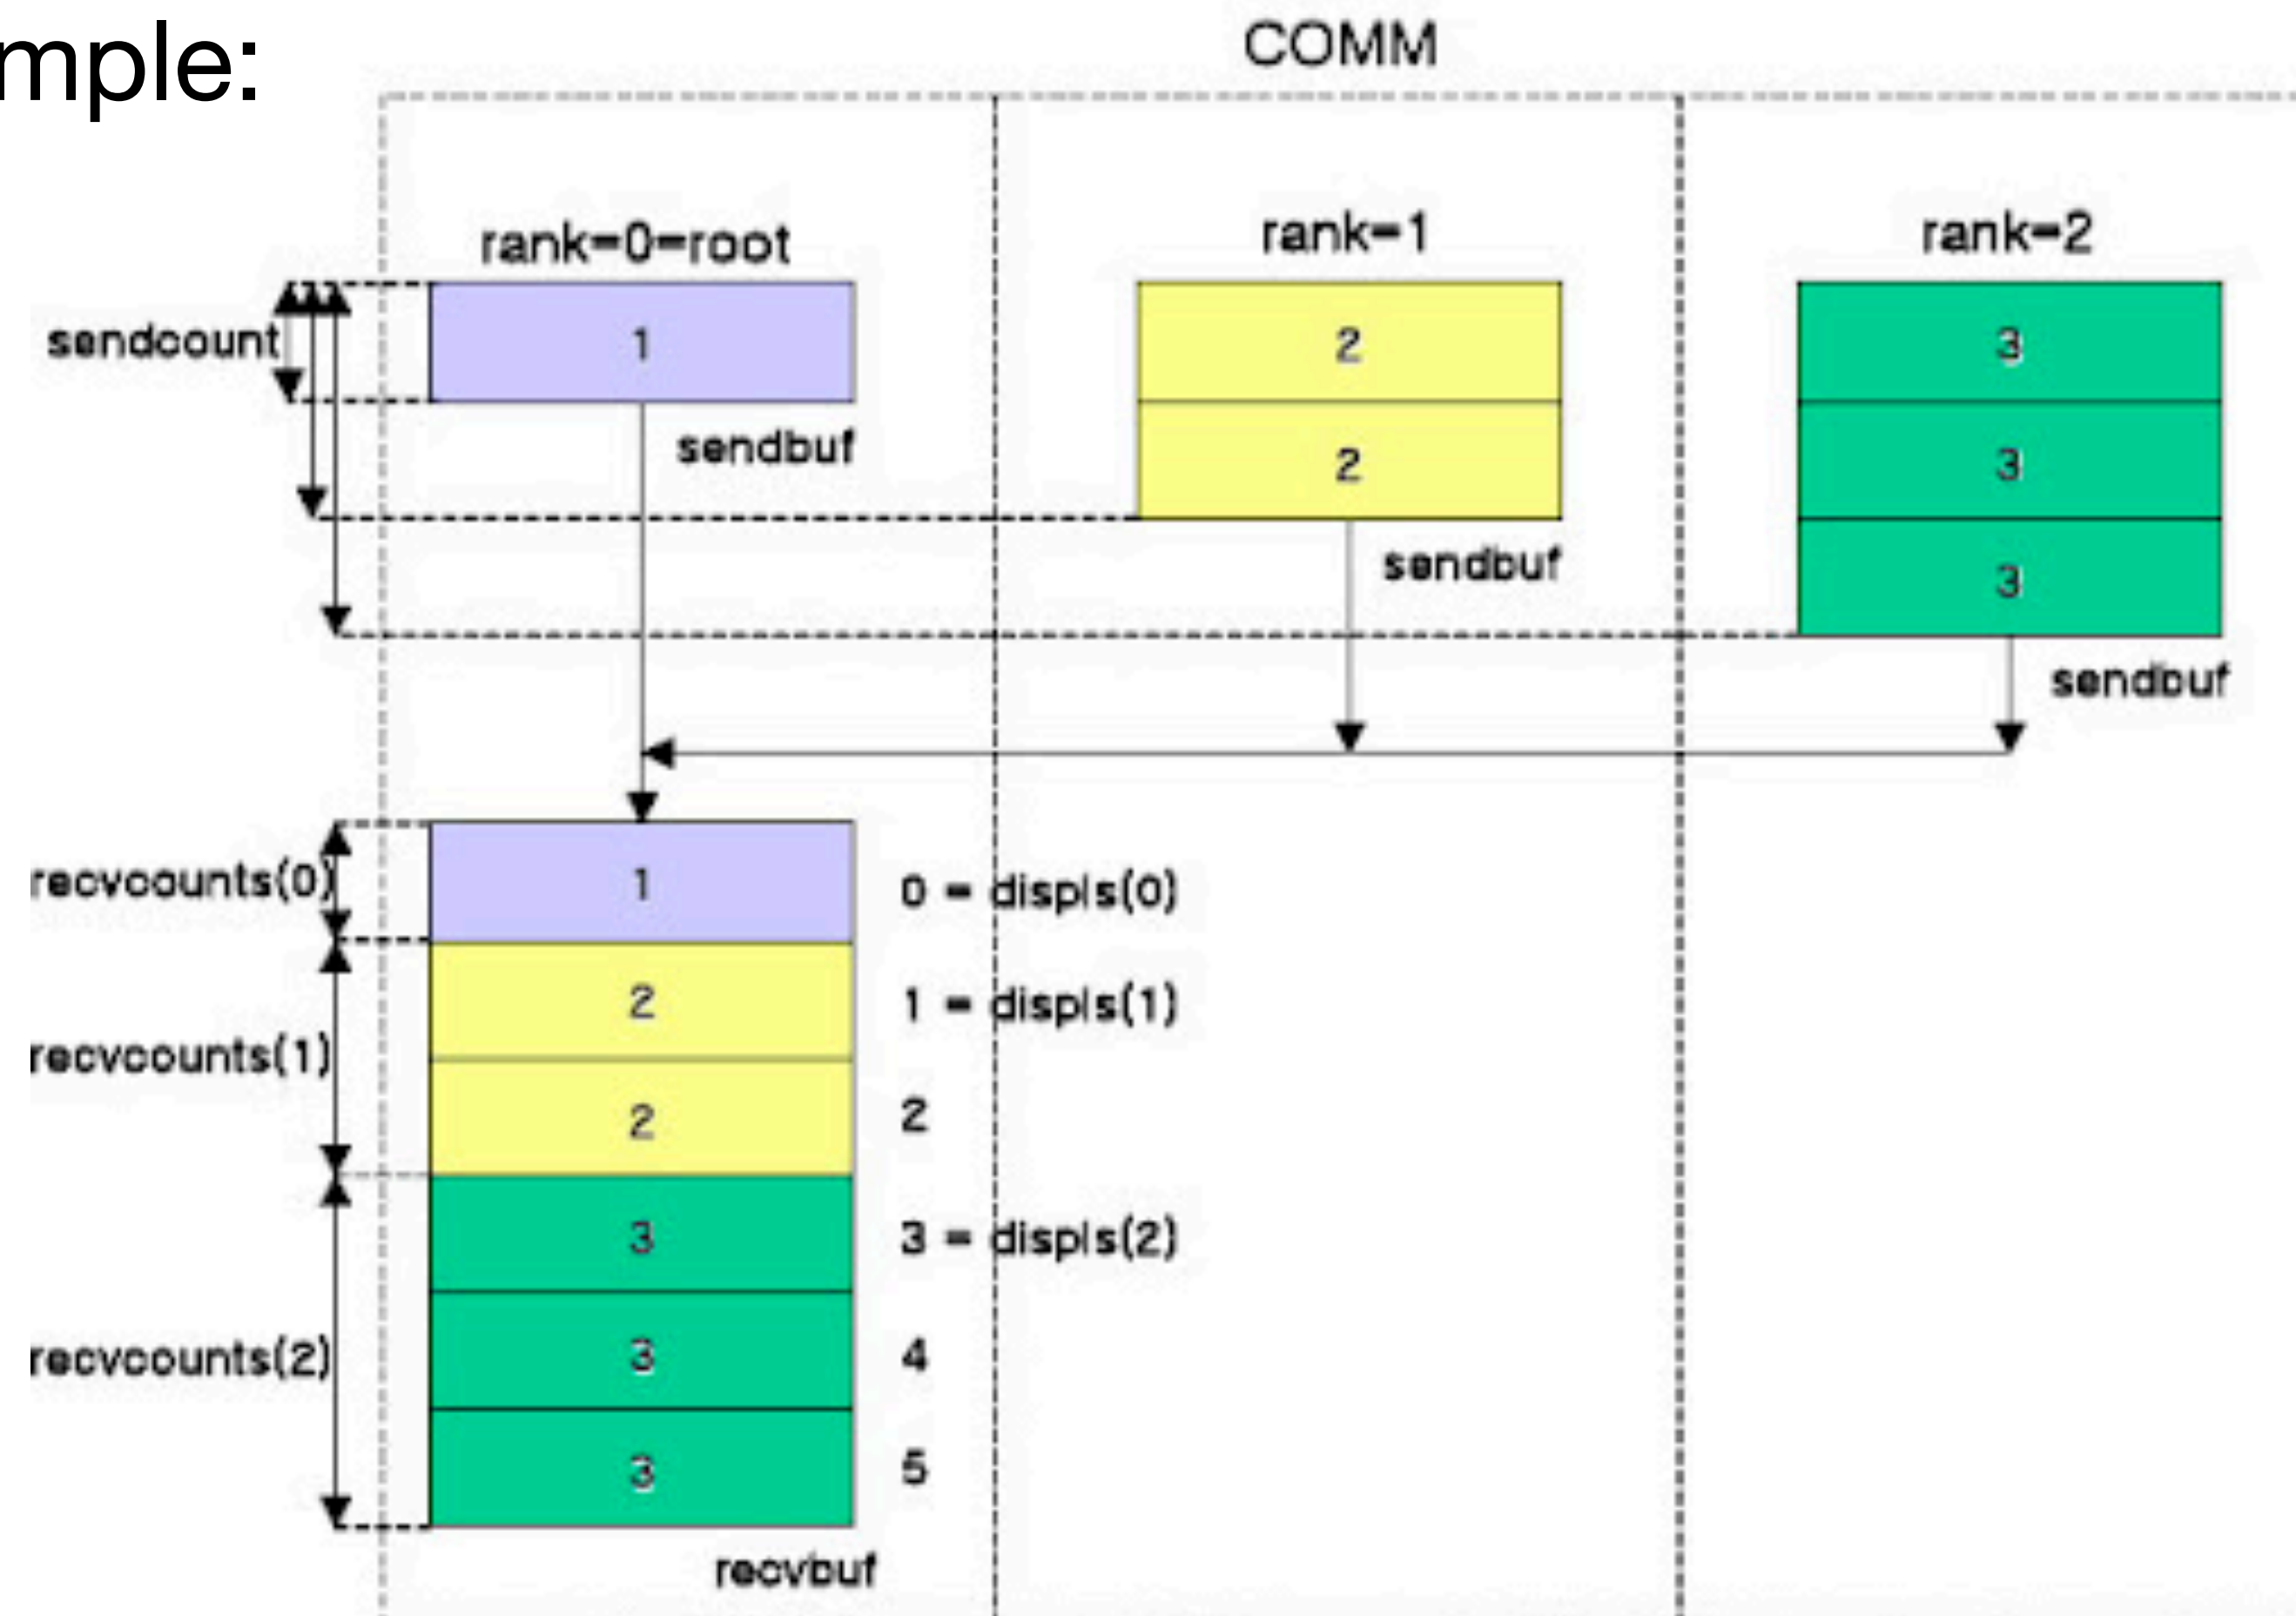 mple:
COMM
rank=0=root
rank=1
rank=2
sendcount
1
2
3
sendbuf
2
3
sendbuf
3
sendbuf
recvcounts(0)
1
0 = displs(0)
2
1 = displs(1)
recvcounts(1)
2
2
3
3 = displs(2)
recvcounts(2)
3
4
3
5
recvbuf